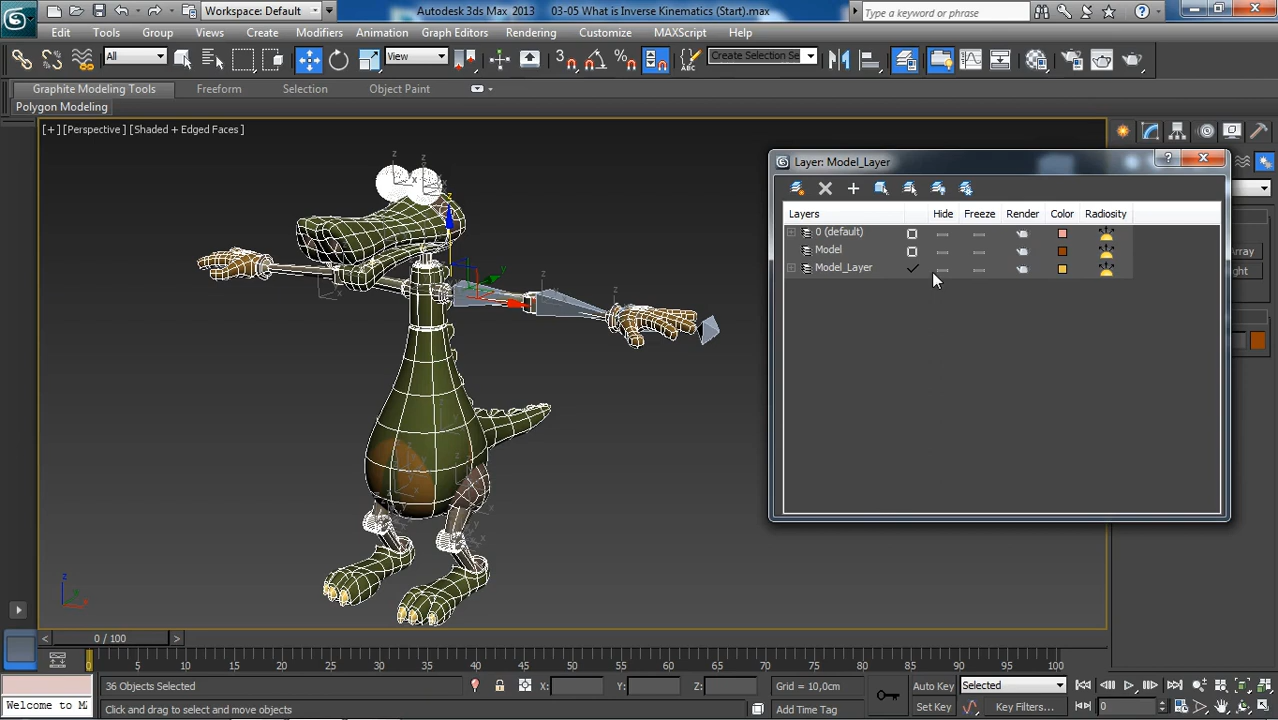 Workspace: Default
Autodesk 3ds Max 2013
03-05 What is Inverse Kinematics (Start).max
Type a keyword or phrase
Edit Tools Group Views Create Modifiers Animation Graph Editors Rendering Customize MAXScript Help
All
View
3
Create Selection Se
Graphite Modeling Tools Freeform Selection Object Paint
Polygon Modeling
[+] [Perspective] [Shaded + Edged Faces]
Layer: Model_Layer
Layers Hide Freeze Render Color Radiosity
0 (default)
Model
Model_Layer
0 / 100
0 5 10 15 20 25 30 35 40 45 50 55 60 65 70 75 80 85 90 95 100
36 Objects Selected
X: Y: Z:
Grid = 10,0cm
Auto Key
Selected
Welcome to M
Click and drag to select and move objects
Add Time Tag
Set Key
Key Filters...
0